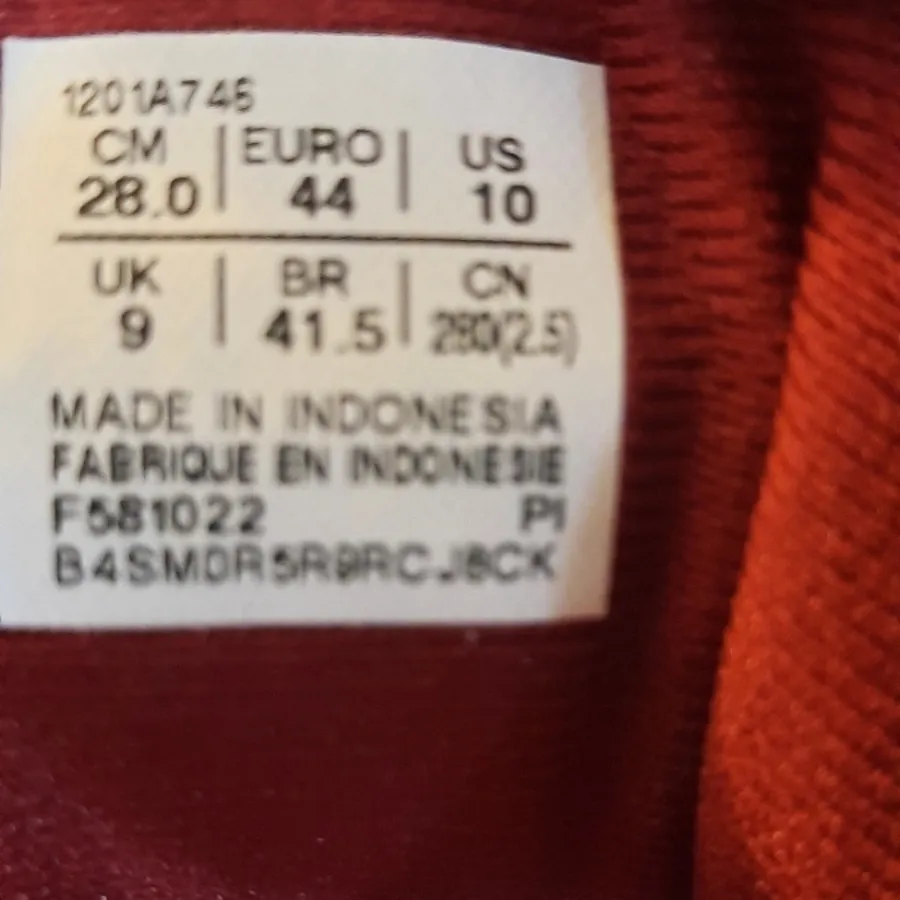 1201A746
CM | EURO | US
28.0 | 44 | 10
UK | BR | CN
9 | 41.5 | 280(2.5)
MADE IN INDONESIA
FABRIQUE EN INDONESIE
F581022 PI
B4SMDR5R9RCJ8CK